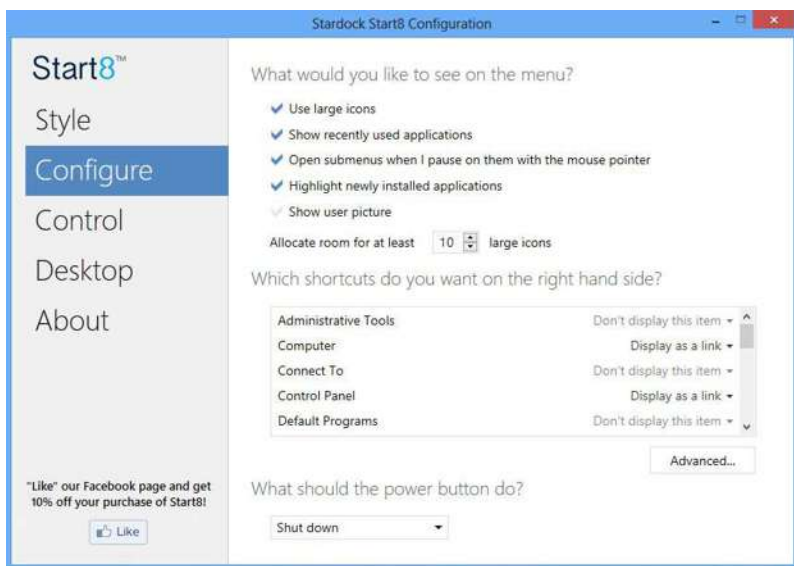 Stardock Start8 Configuration
Start8™
Style
Configure
Control
Desktop
About
"Like" our Facebook page and get
10% off your purchase of Start8!
Like
What would you like to see on the menu?
Use large icons
Show recently used applications
Open submenus when I pause on them with the mouse pointer
Highlight newly installed applications
Show user picture
Allocate room for at least 10 large icons
Which shortcuts do you want on the right hand side?
Administrative Tools Don't display this item
Computer Display as a link
Connect To Don't display this item
Control Panel Display as a link
Default Programs Don't display this item
Advanced...
What should the power button do?
Shut down